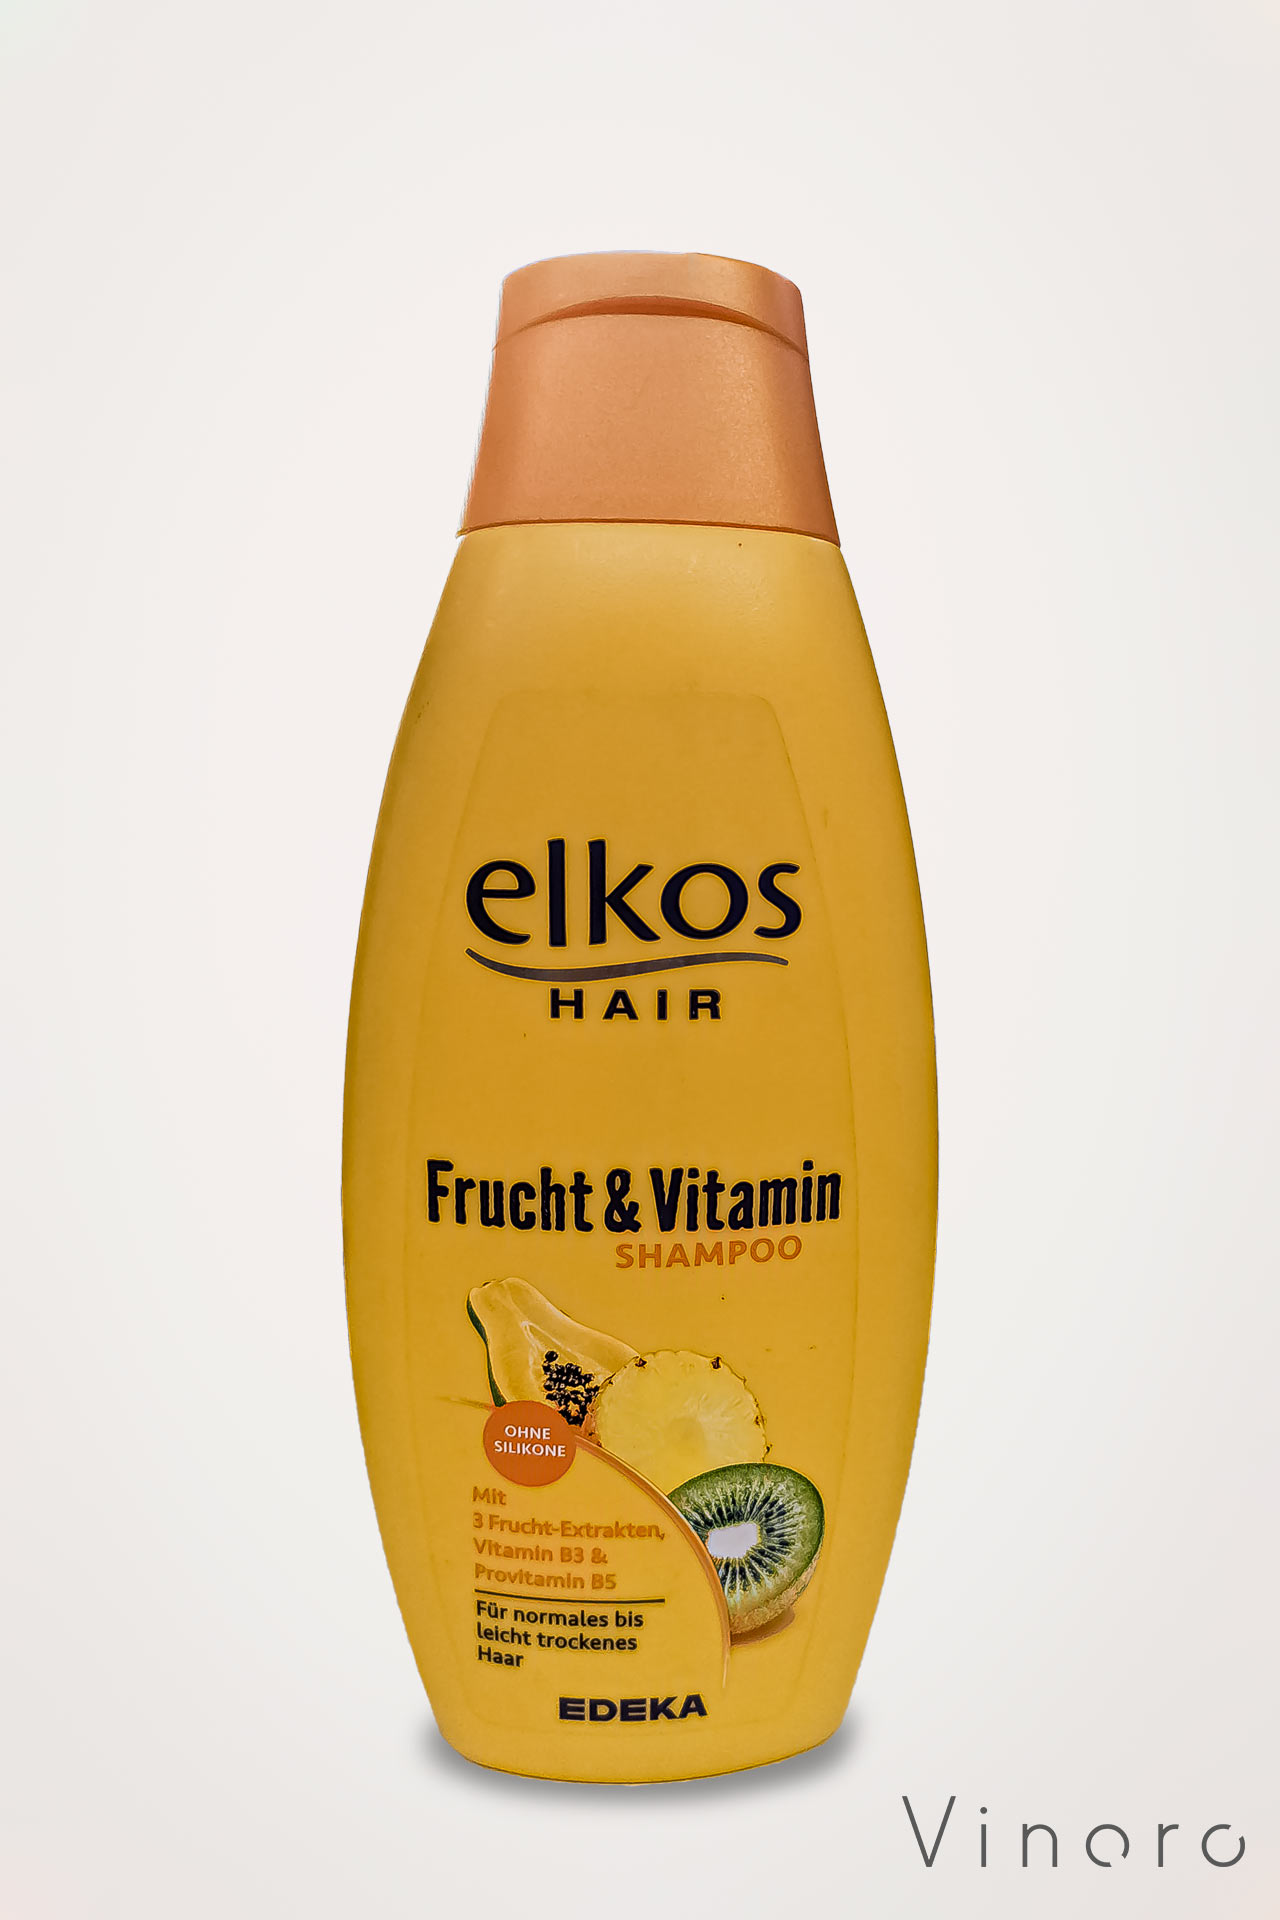 elkos
HAIR
Frucht & Vitamin
SHAMPOO
OHNE
SILIKONE
Mit
3 Frucht-Extrakten,
Vitamin B3 &
Provitamin B5
Für normales bis
leicht trockenes
Haar
EDEKA
Vinoro